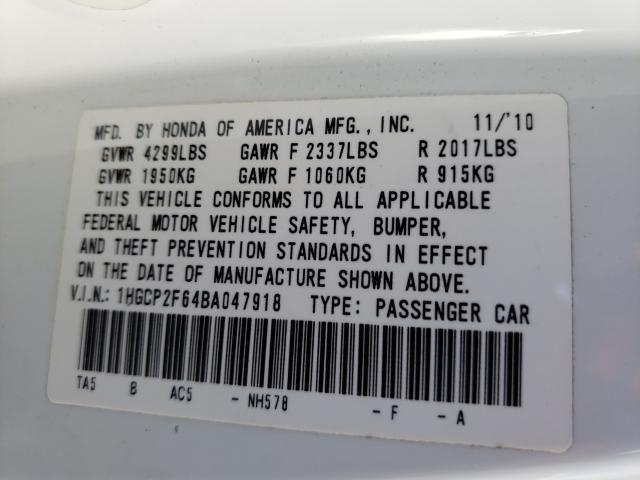 MFD. BY HONDA OF AMERICA MFG., INC. 11/'10
GVWR 4299LBS GAWR F 2337LBS R 2017LBS
GVWR 1950KG GAWR F 1060KG R 915KG
THIS VEHICLE CONFORMS TO ALL APPLICABLE
FEDERAL MOTOR VEHICLE SAFETY, BUMPER,
AND THEFT PREVENTION STANDARDS IN EFFECT
ON THE DATE OF MANUFACTURE SHOWN ABOVE.
V.I.N.: 1HGCP2F64BA047918 TYPE: PASSENGER CAR
TA5 B AC5 - NH578 - F - A